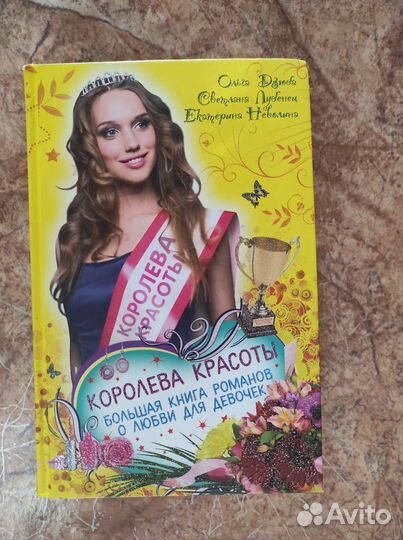 Ольга Дзюба
Светлана Лубенец
Екатерина Неволина
КОРОЛЕВА
КРАСОТЫ
КОРОЛЕВА КРАСОТЫ
БОЛЬШАЯ КНИГА РОМАНОВ
О ЛЮБВИ ДЛЯ ДЕВОЧЕК
Avito